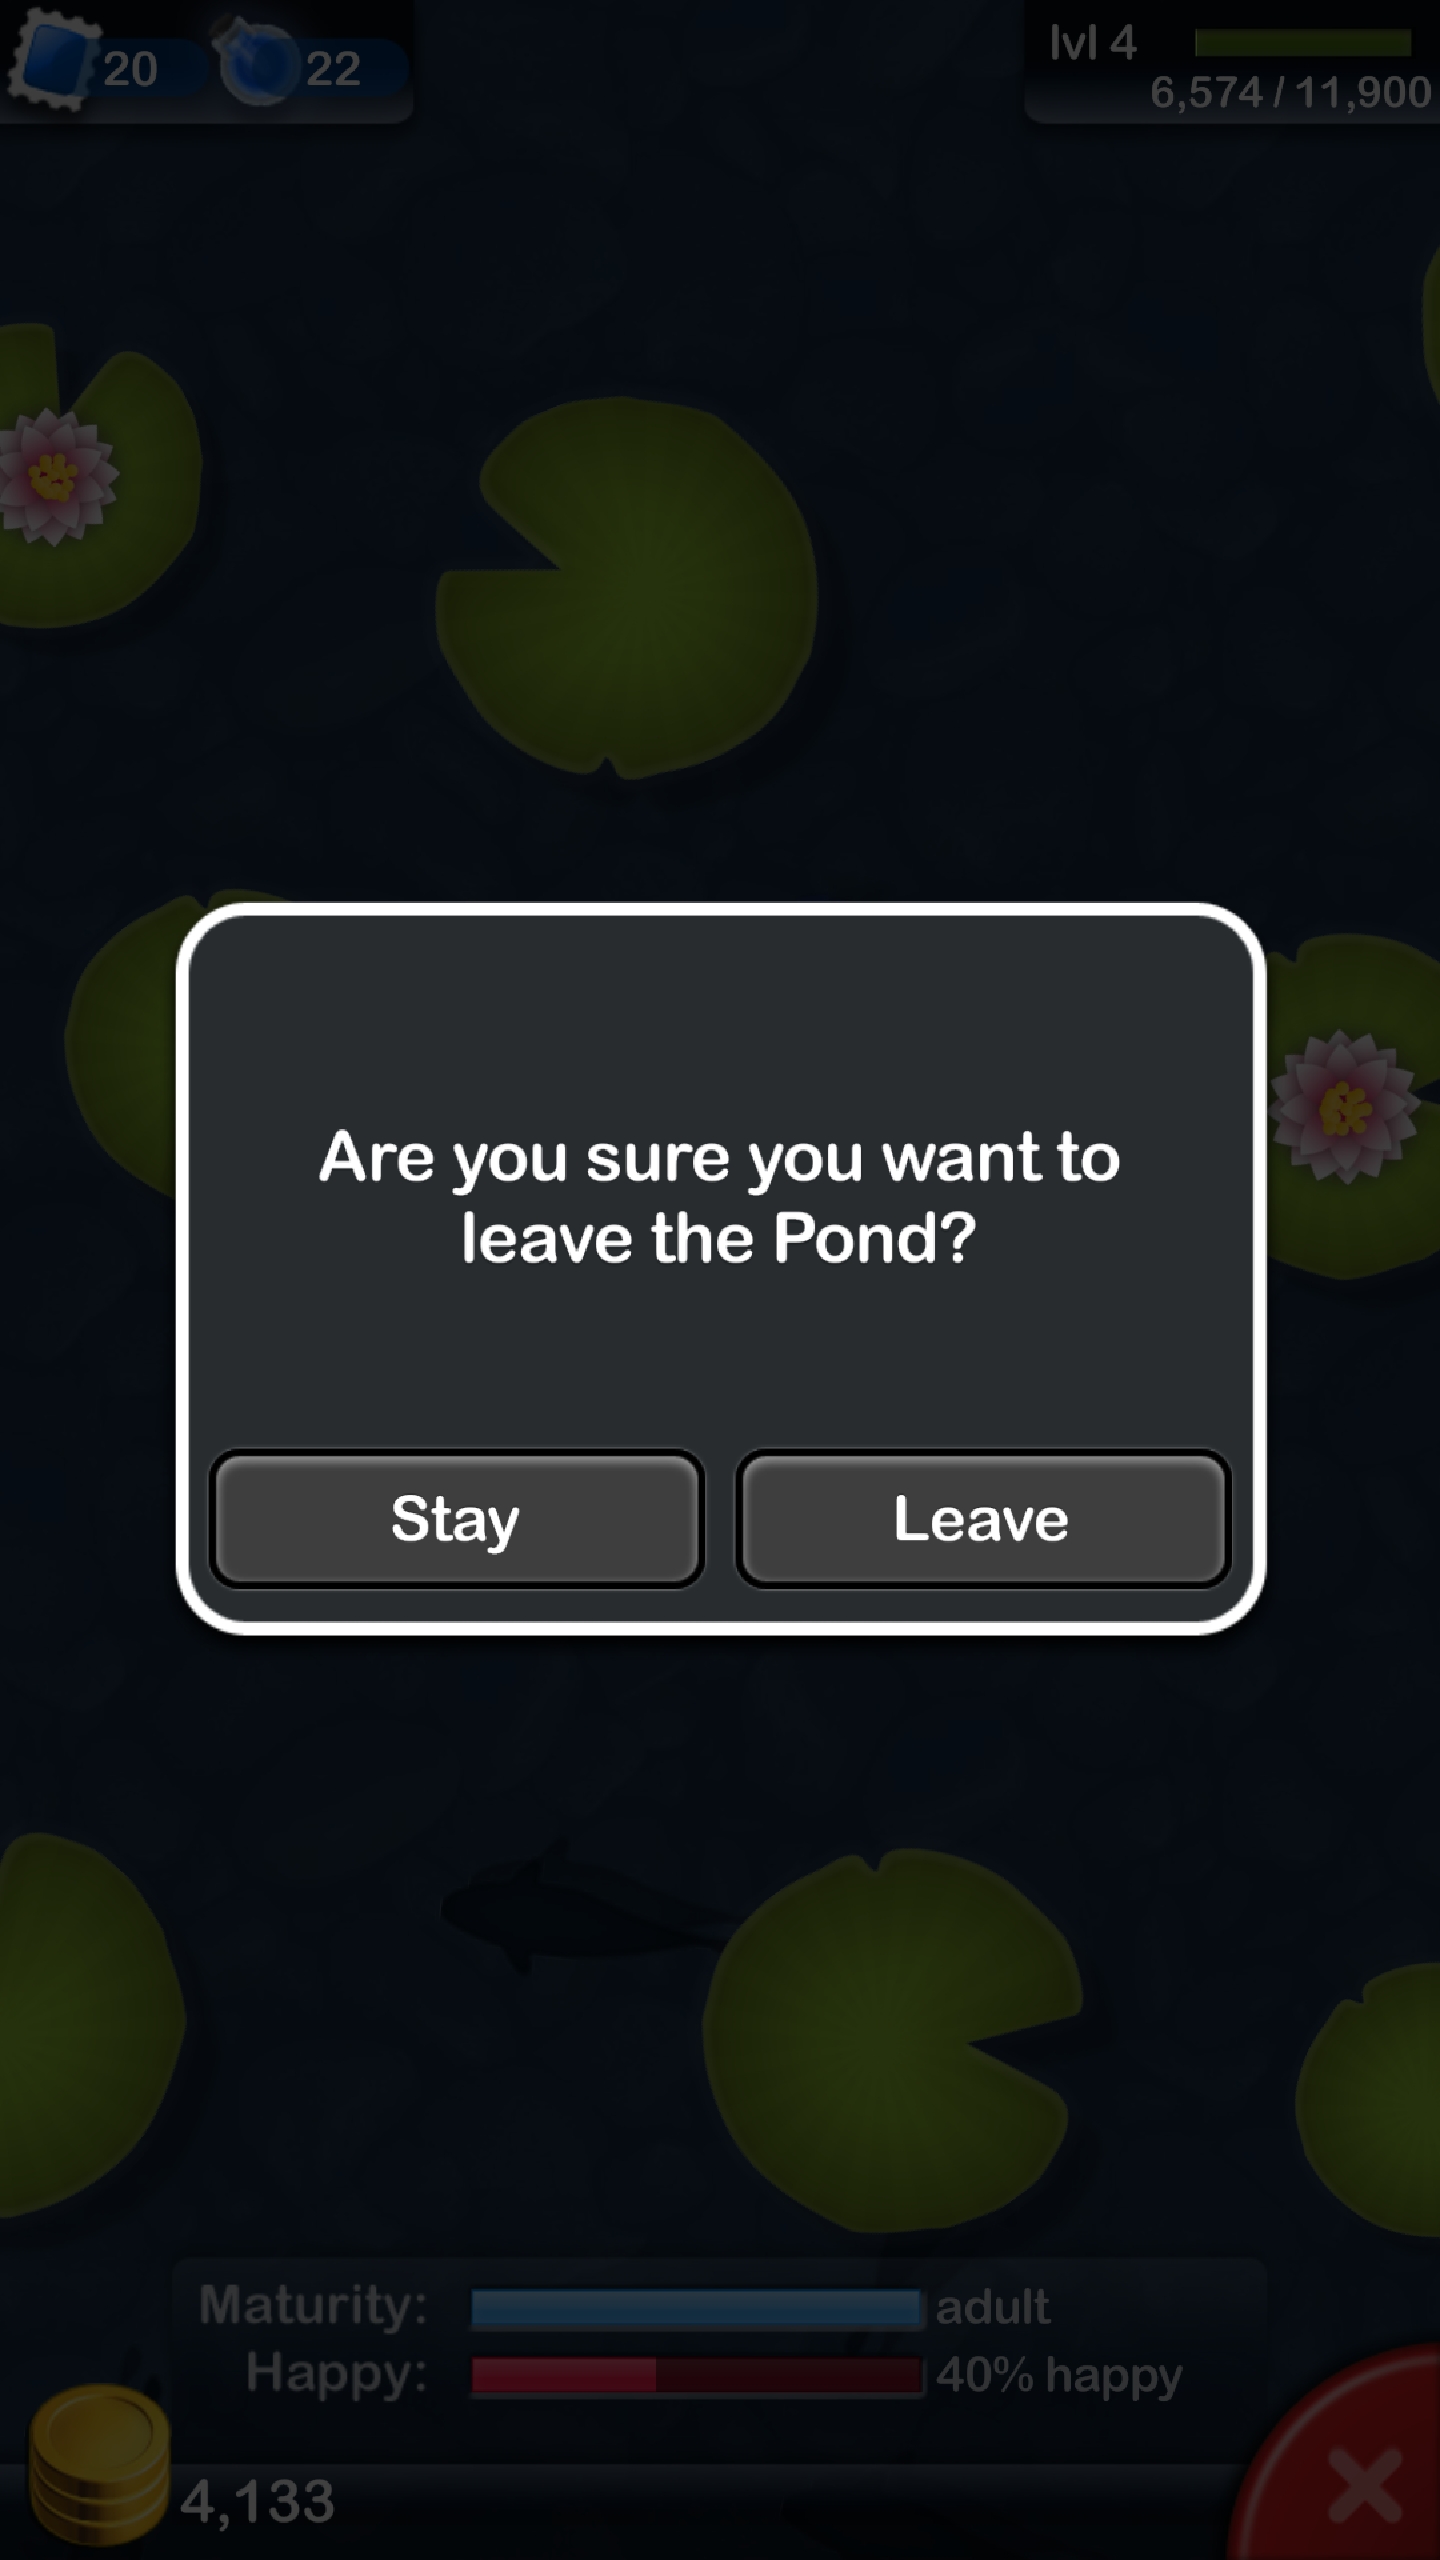 20 22
lvl 4
6,574 / 11,900
Are you sure you want to
leave the Pond?
Stay Leave
Maturity: adult
Happy: 40% happy
4,133